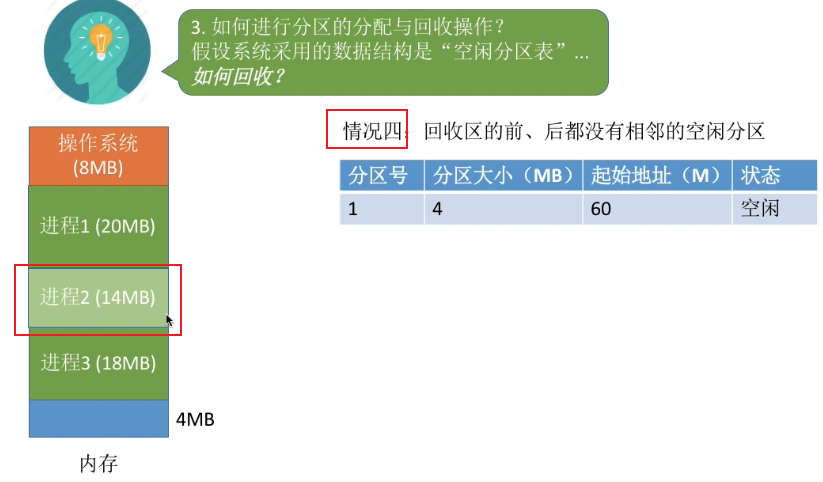 3. 如何进行分区的分配与回收操作？
假设系统采用的数据结构是“空闲分区表”...
如何回收？
情况四：回收区的前、后都没有相邻的空闲分区
分区号 分区大小（MB） 起始地址（M） 状态
1 4 60 空闲
操作系统
(8MB)
进程1 (20MB)
进程2 (14MB)
进程3 (18MB)
4MB
内存